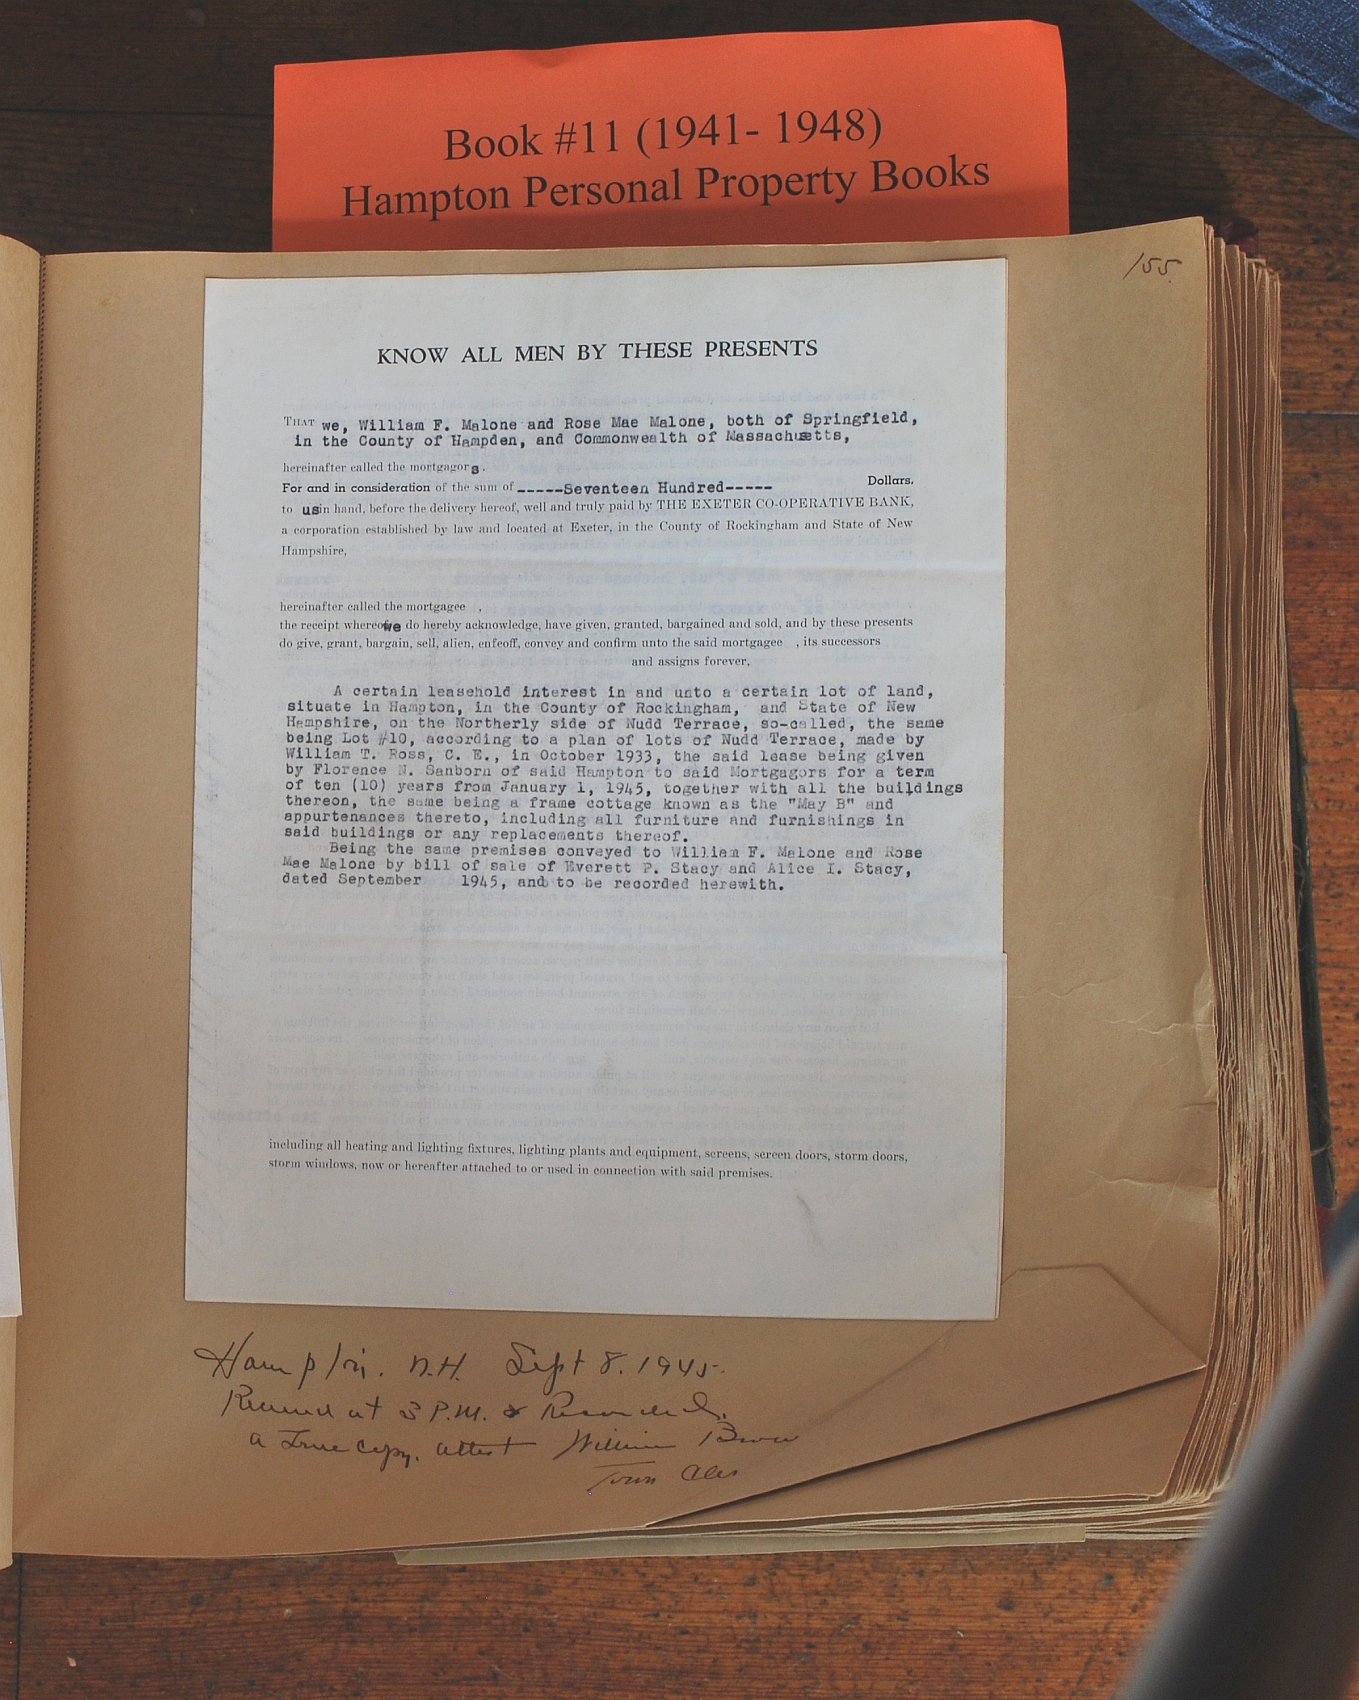 Book #11 (1941- 1948)
Hampton Personal Property Books
155
KNOW ALL MEN BY THESE PRESENTS
THAT we, William F. Malone and Rose Mae Malone, both of Springfield,
in the County of Hampden, and Commonwealth of Massachusetts,
hereinafter called the mortgagors.
For and in consideration of the sum of -----Seventeen Hundred----- Dollars.
to us in hand, before the delivery hereof, well and truly paid by THE EXETER CO-OPERATIVE BANK,
a corporation established by law and located at Exeter, in the County of Rockingham and State of New
Hampshire,
hereinafter called the mortgagee ,
the receipt whereof we do hereby acknowledge, have given, granted, bargained and sold, and by these presents
do give, grant, bargain, sell, alien, enfeoff, convey and confirm unto the said mortgagee , its successors
and assigns forever,
A certain leasehold interest in and unto a certain lot of land,
situate in Hampton, in the County of Rockingham, and State of New
Hampshire, on the Northerly side of Nudd Terrace, so-called, the same
being Lot #10, according to a plan of lots of Nudd Terrace, made by
William T. Ross, C. E., in October 1933, the said lease being given
by Florence N. Sanborn of said Hampton to said Mortgagors for a term
of ten (10) years from January 1, 1945, together with all the buildings
thereon, the same being a frame cottage known as the "May B" and
appurtenances thereto, including all furniture and furnishings in
said buildings or any replacements thereof.
Being the same premises conveyed to William F. Malone and Rose
Mae Malone by bill of sale of Everett P. Stacy and Alice I. Stacy,
dated September 1945, and to be recorded herewith.
including all heating and lighting fixtures, lighting plants and equipment, screens, screen doors, storm doors,
storm windows, now or hereafter attached to or used in connection with said premises.
Hampton. N.H. Sept 8. 1945.
Received at 3 P.M. & Recorded.
a True Copy. attest William Brown
Town Clerk